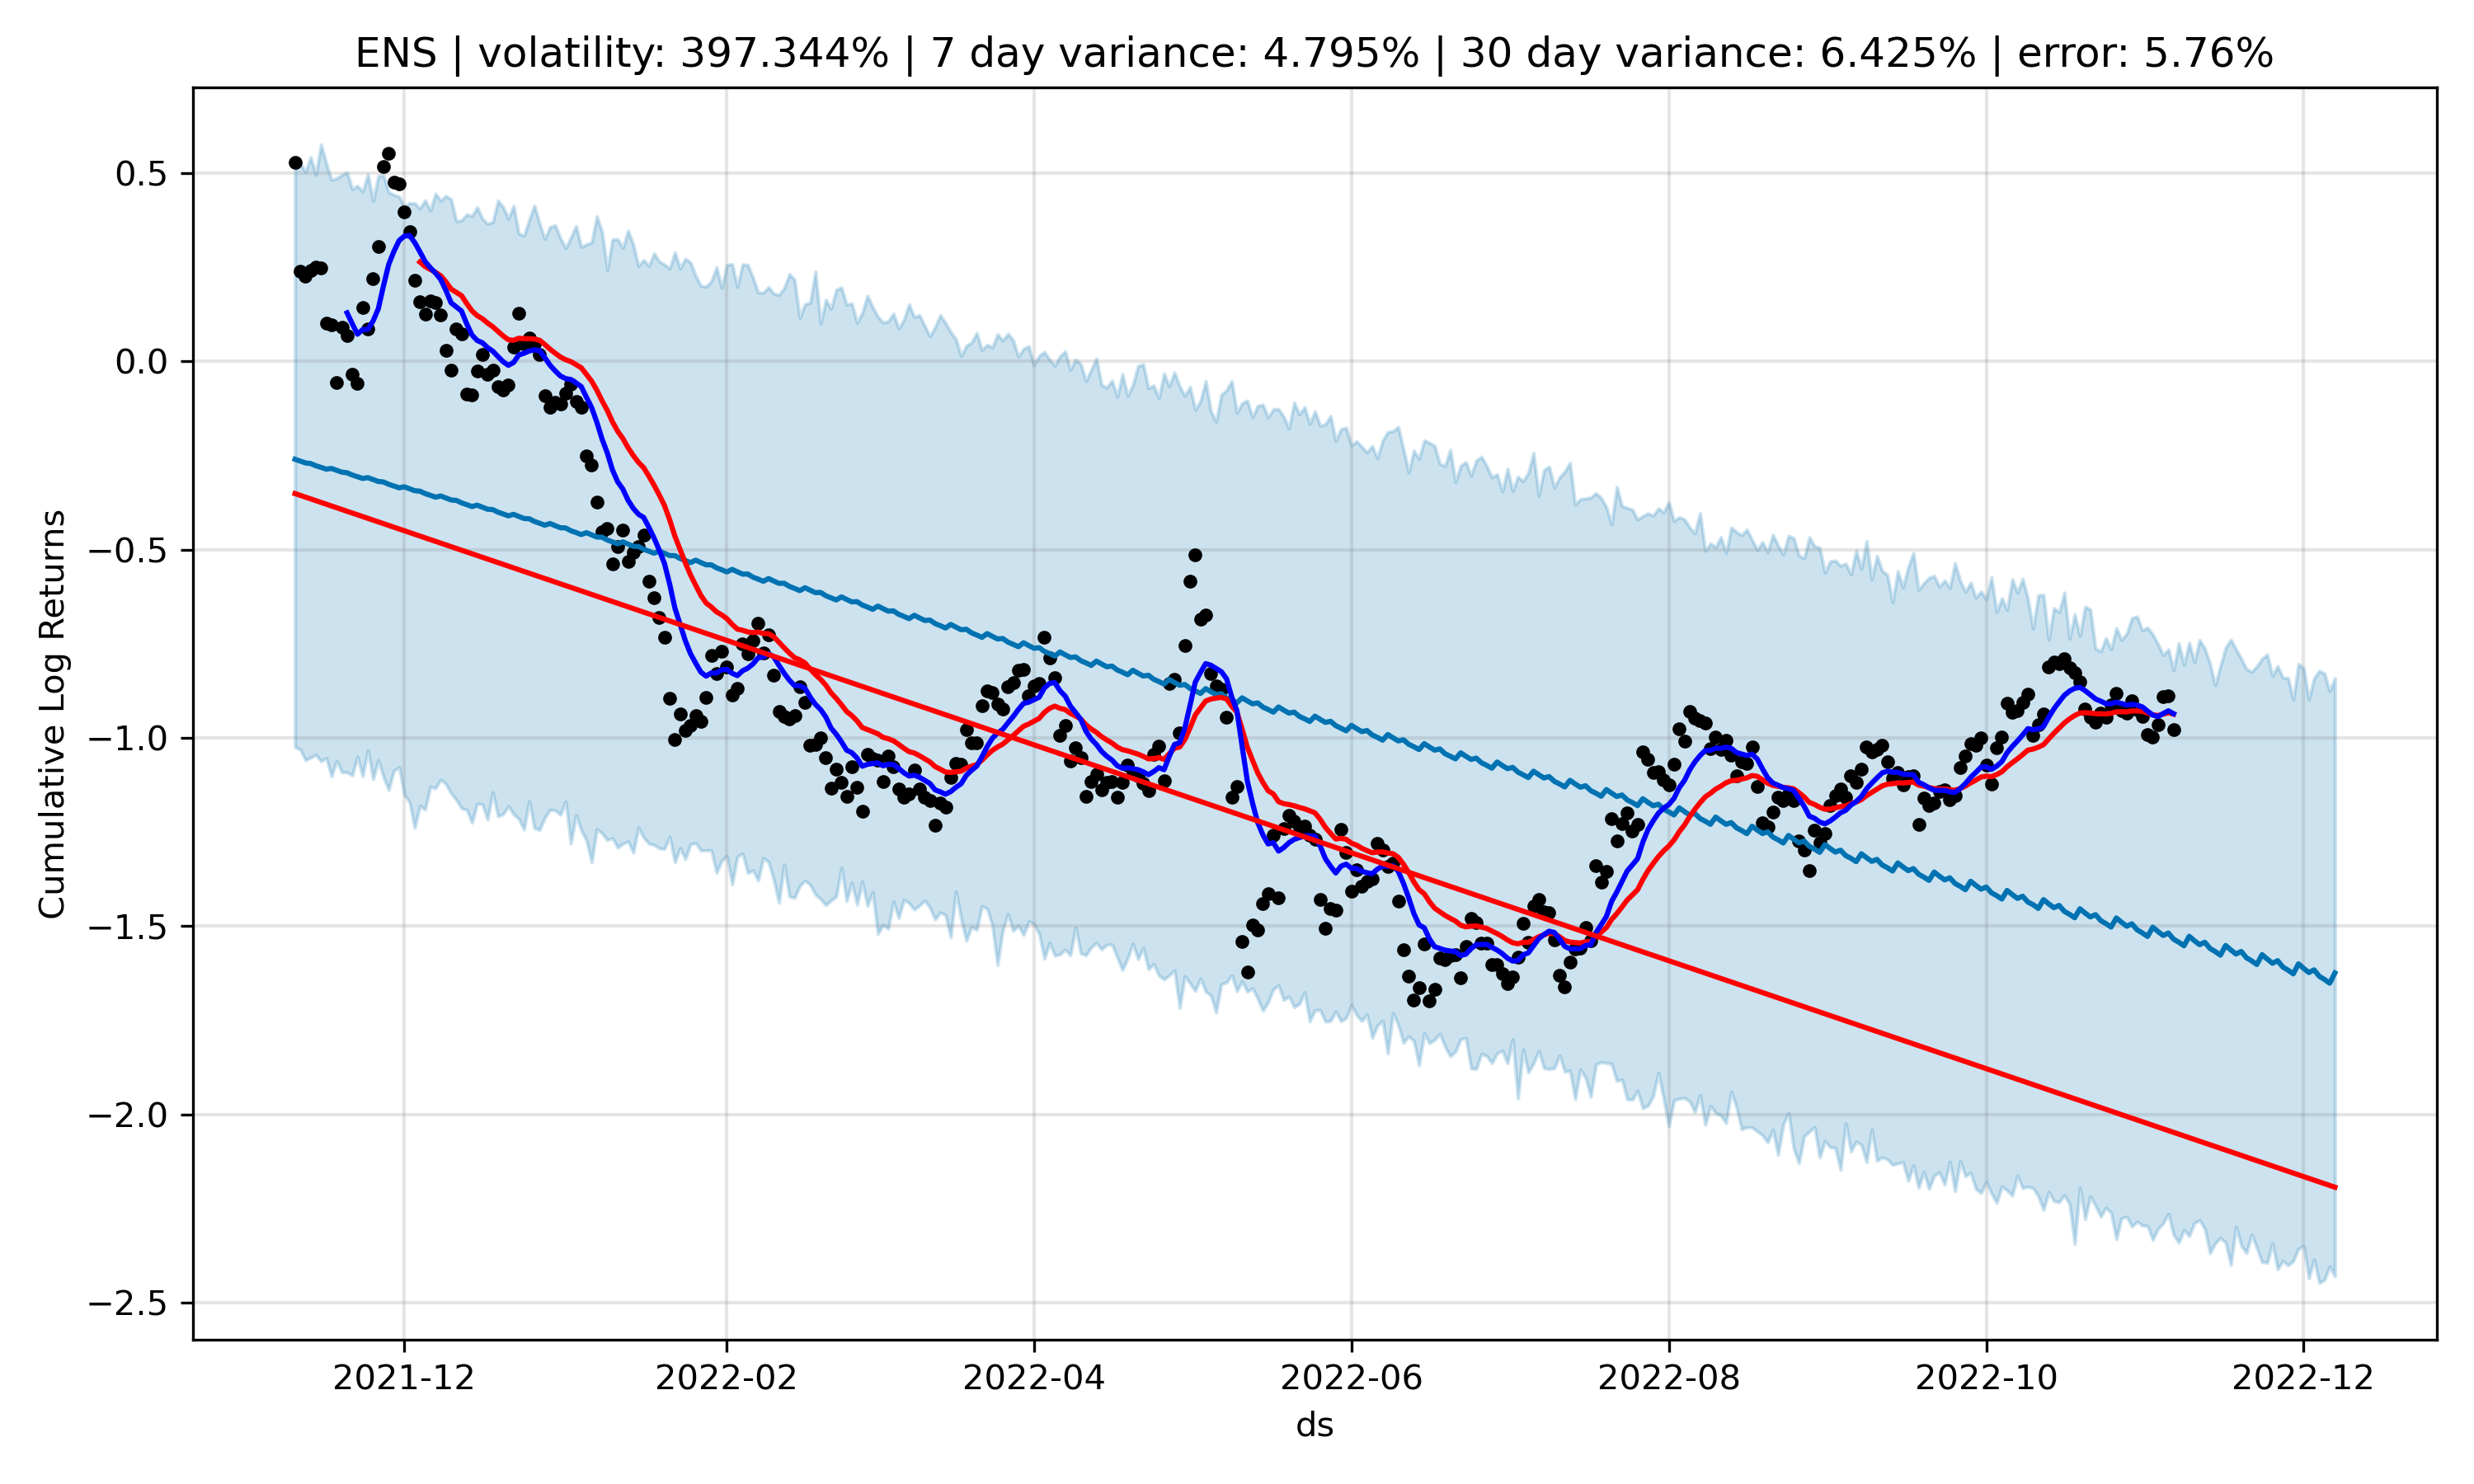 ENS | volatility: 397.344% | 7 day variance: 4.795% | 30 day variance: 6.425% | error: 5.76%
Cumulative Log Returns
0.5
0.0
−0.5
−1.0
−1.5
−2.0
−2.5
2021-12 2022-02 2022-04 2022-06 2022-08 2022-10 2022-12
ds